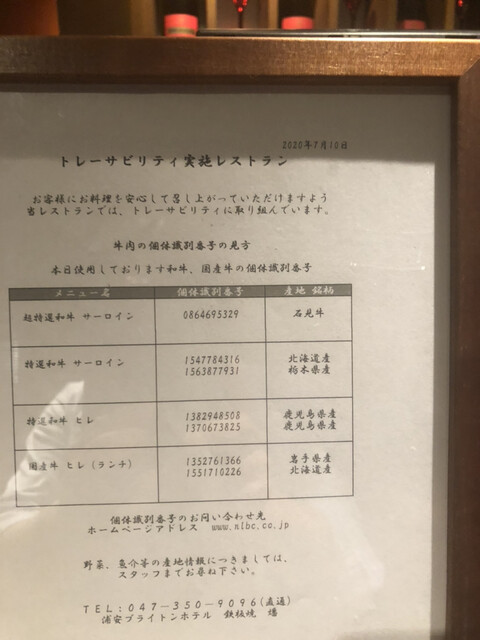 2020年7月10日
トレーサビリティ実施レストラン
お客様にお料理を安心して召し上がっていただけますよう
当レストランでは、トレーサビリティに取り組んでいます。
牛肉の個体識別番号の見方
本日使用しております和牛、国産牛の個体識別番号
メニュー名 個体識別番号 産地 銘柄
超特選和牛 サーロイン 0864695329 石見牛
特選和牛 サーロイン 1547784316 北海道産
1563877931 栃木県産
特選和牛 ヒレ 1382948508 鹿児島県産
1370673825 鹿児島県産
国産牛 ヒレ (ランチ) 1352761366 岩手県産
1551710226 北海道産
個体識別番号のお問い合わせ先
ホームページアドレス www.nlbc.co.jp
野菜、魚介等の産地情報につきましては、
スタッフまでお尋ね下さい。
TEL:047-350-9096(直通)
浦安ブライトンホテル 鉄板焼 燔